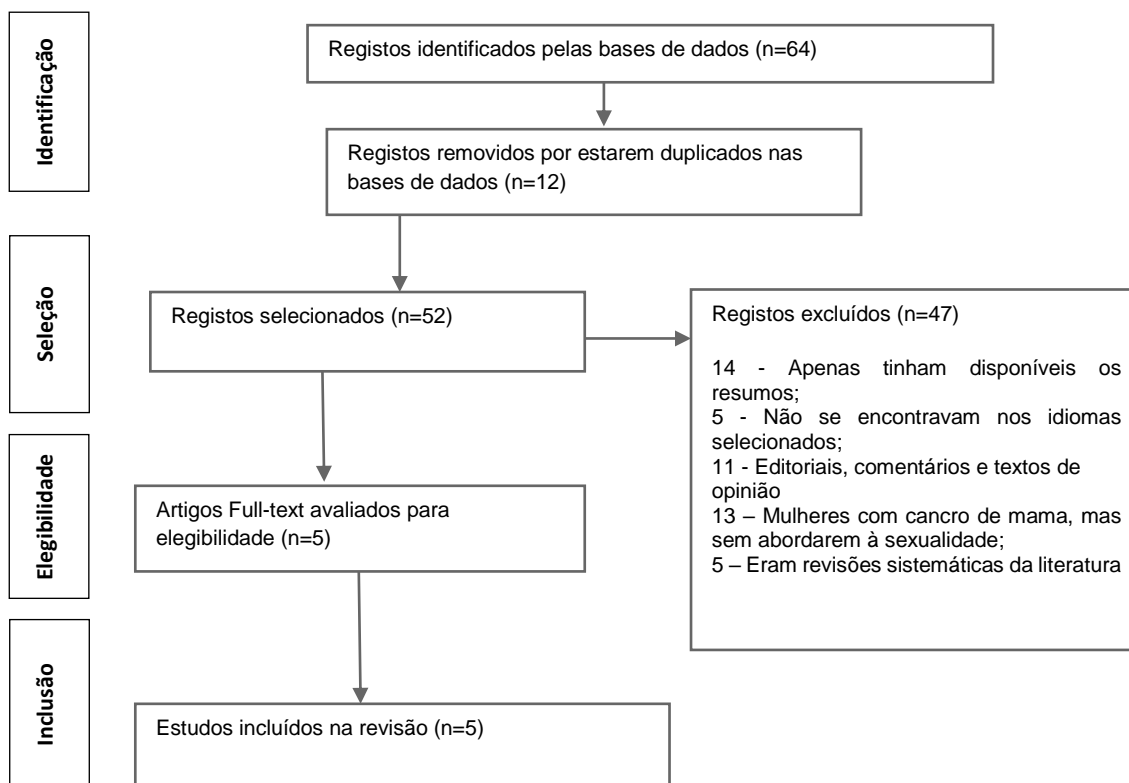 Identificação
Registos identificados pelas bases de dados (n=64)
Registos removidos por estarem duplicados nas
bases de dados (n=12)
Seleção
Registos selecionados (n=52)
Registos excluídos (n=47)
14 - Apenas tinham disponíveis os
resumos;
5 - Não se encontravam nos idiomas
selecionados;
11 - Editoriais, comentários e textos de
opinião
13 – Mulheres com cancro de mama, mas
sem abordarem à sexualidade;
5 – Eram revisões sistemáticas da literatura
Elegibilidade
Artigos Full-text avaliados para
elegibilidade (n=5)
Inclusão
Estudos incluídos na revisão (n=5)